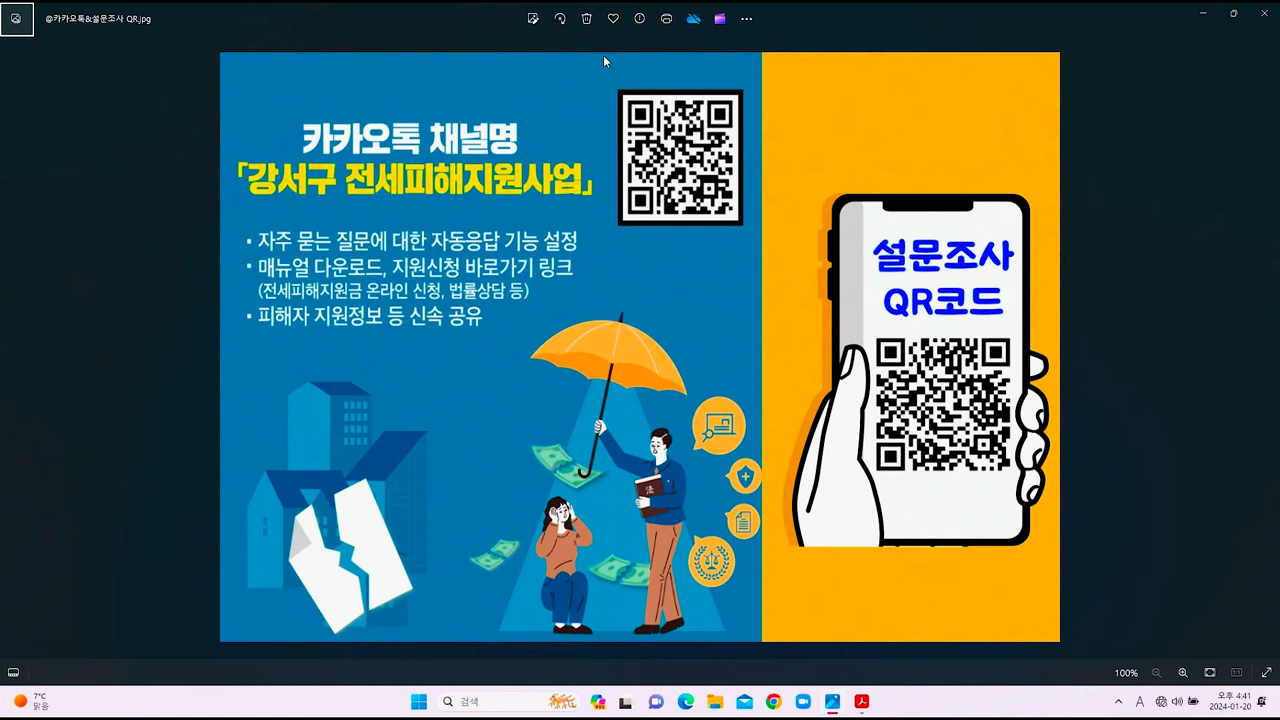 @카카오톡&설문조사 QR.jpg
카카오톡 채널명
「강서구 전세피해지원사업」
· 자주 묻는 질문에 대한 자동응답 기능 설정
· 매뉴얼 다운로드, 지원신청 바로가기 링크
(전세피해지원금 온라인 신청, 법률상담 등)
· 피해자 지원정보 등 신속 공유
法
설문조사
QR코드
100%
7°C
맑음
검색
A
오후 4:41
2024-01-20